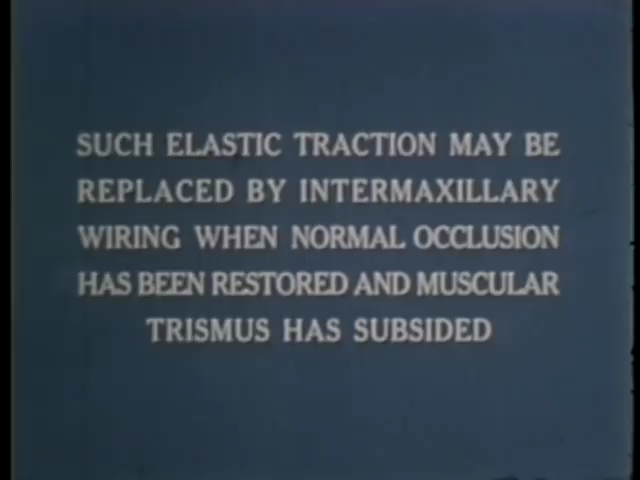 SUCH ELASTIC TRACTION MAY BE
REPLACED BY INTERMAXILLARY
WIRING WHEN NORMAL OCCLUSION
HAS BEEN RESTORED AND MUSCULAR
TRISMUS HAS SUBSIDED